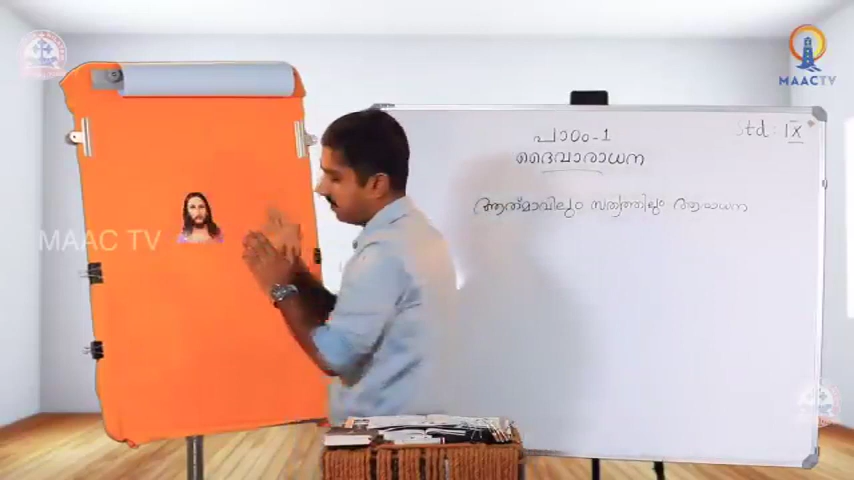 MAACTV
Std: IX
പാഠം-1
ദൈവാരാധന
ആത്മാവിലും സത്യത്തിലും ആരാധന
MAAC TV